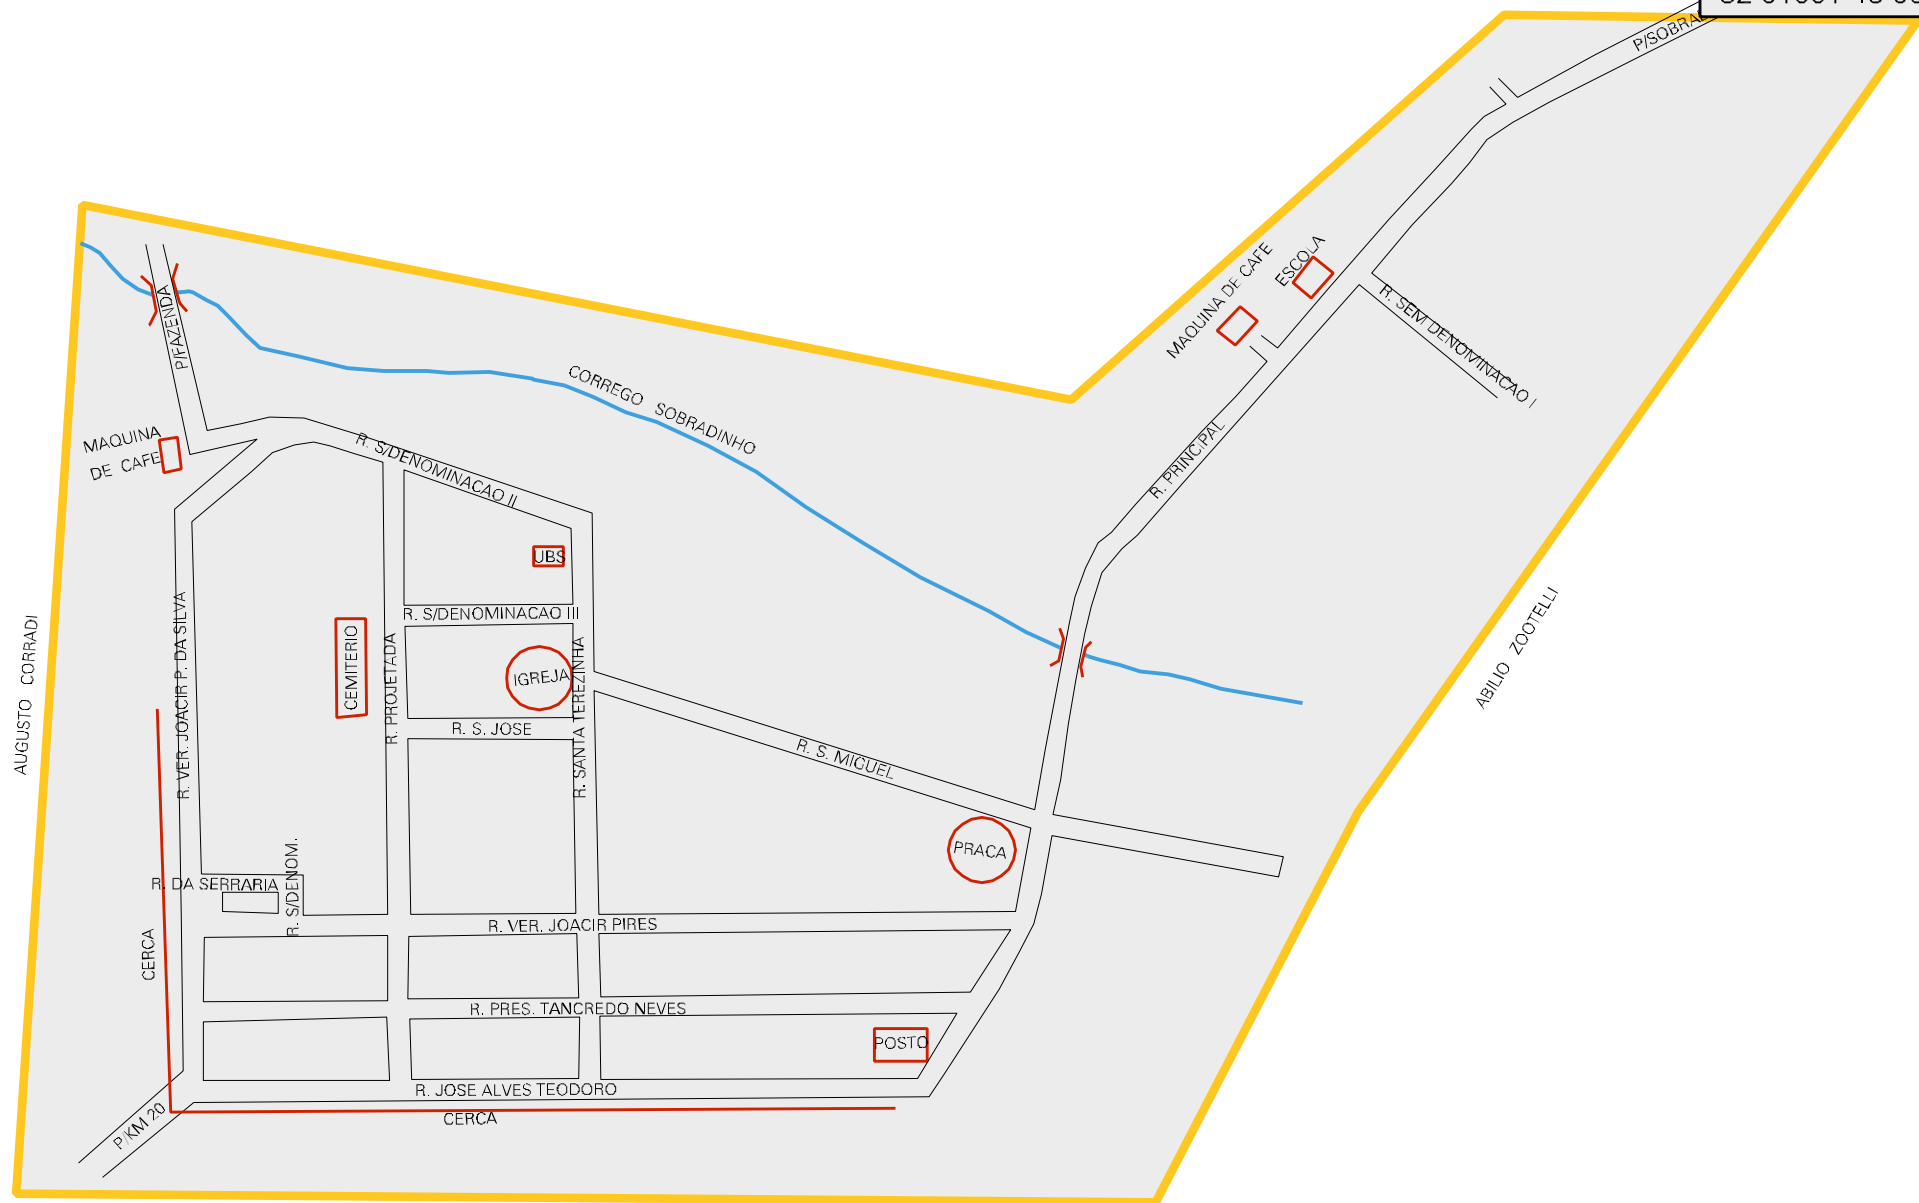 P/SOBRAL
MAQUINA DE CAFE
ESCOLA
P/FAZENDA
R. SEM DENOMINACAO I
CORREGO SOBRADINHO
MAQUINA
DE CAFE
R. S/DENOMINACAO II
R. PRINCIPAL
UBS
R. S/DENOMINACAO III
AUGUSTO CORRADI
R. VER. JOACIR P. DA SILVA
CEMITERIO
R. PROJETADA
IGREJA
R. SANTA TEREZINHA
ABILIO ZOOTELLI
R. S. JOSE
R. S. MIGUEL
PRACA
R. DA SERRARIA
R. S/DENOM.
R. VER. JOACIR PIRES
CERCA
R. PRES. TANCREDO NEVES
POSTO
R. JOSE ALVES TEODORO
P/KM 20
CERCA